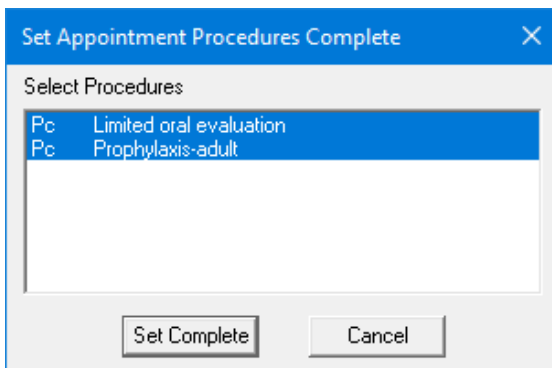 Set Appointment Procedures Complete
Select Procedures
Pc Limited oral evaluation
Pc Prophylaxis-adult
Set Complete Cancel